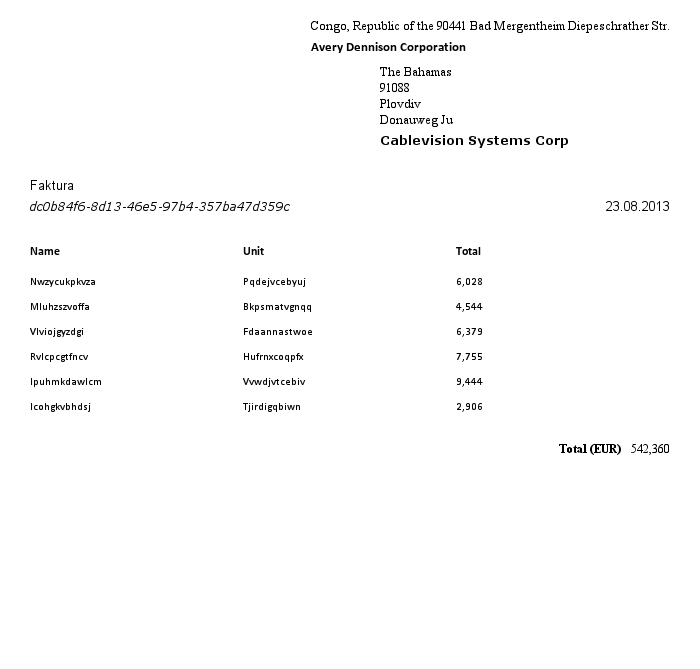 Congo, Republic of the 90441 Bad Mergentheim Diepeschrather Str.
Avery Dennison Corporation
The Bahamas
91088
Plovdiv
Donauweg Ju
Cablevision Systems Corp
Faktura
dc0b84f6-8d13-46e5-97b4-357ba47d359c 23.08.2013
Name Unit Total
Nwzycukpkvza Pqdejvcebyuj 6,028
Mluhzszvoffa Bkpsmatvgnqq 4,544
Vlviojgyzdgi Fdaannastwoe 6,379
Rvlcpcgtfncv Hufrnxcoqpfx 7,755
Ipuhmkdawlcm Vvwdjvtcebiv 9,444
Icohgkvbhdsj Tjirdigqbiwn 2,906
Total (EUR) 542,360